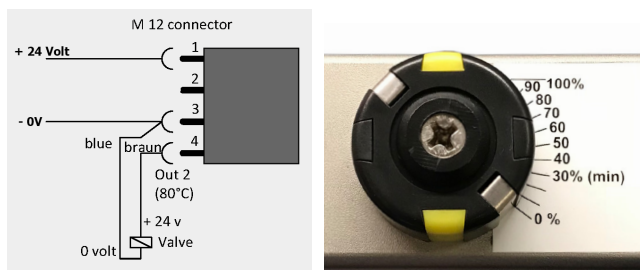 M 12 connector
+ 24 Volt
1
2
- 0V
3
blue
braun
4
Out 2
(80°C)
+ 24 v
Valve
0 volt
100%
90
80
70
60
50
40
30% (min)
0 %